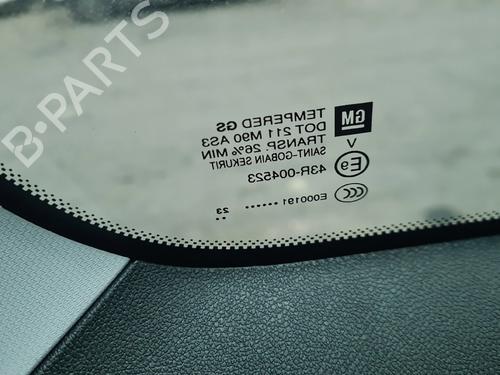 B-PARTS
GM
V
TEMPERED GS
DOT 211 M90 AS3
TRANSP. 26% MIN
SAINT-GOBAIN SEKURIT
E9
43R-004523
CCC
E000191 ...... 23
..